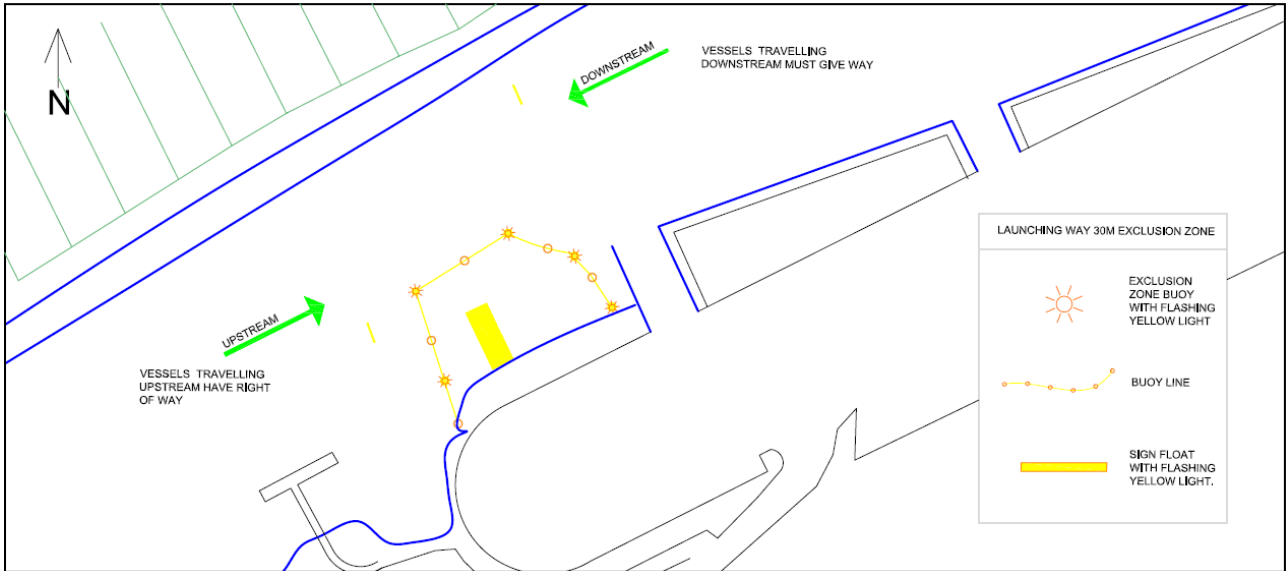 N
DOWNSTREAM
VESSELS TRAVELLING
DOWNSTREAM MUST GIVE WAY
UPSTREAM
VESSELS TRAVELLING
UPSTREAM HAVE RIGHT
OF WAY
LAUNCHING WAY 30M EXCLUSION ZONE
EXCLUSION
ZONE BUOY
WITH FLASHING
YELLOW LIGHT
BUOY LINE
SIGN FLOAT
WITH FLASHING
YELLOW LIGHT.